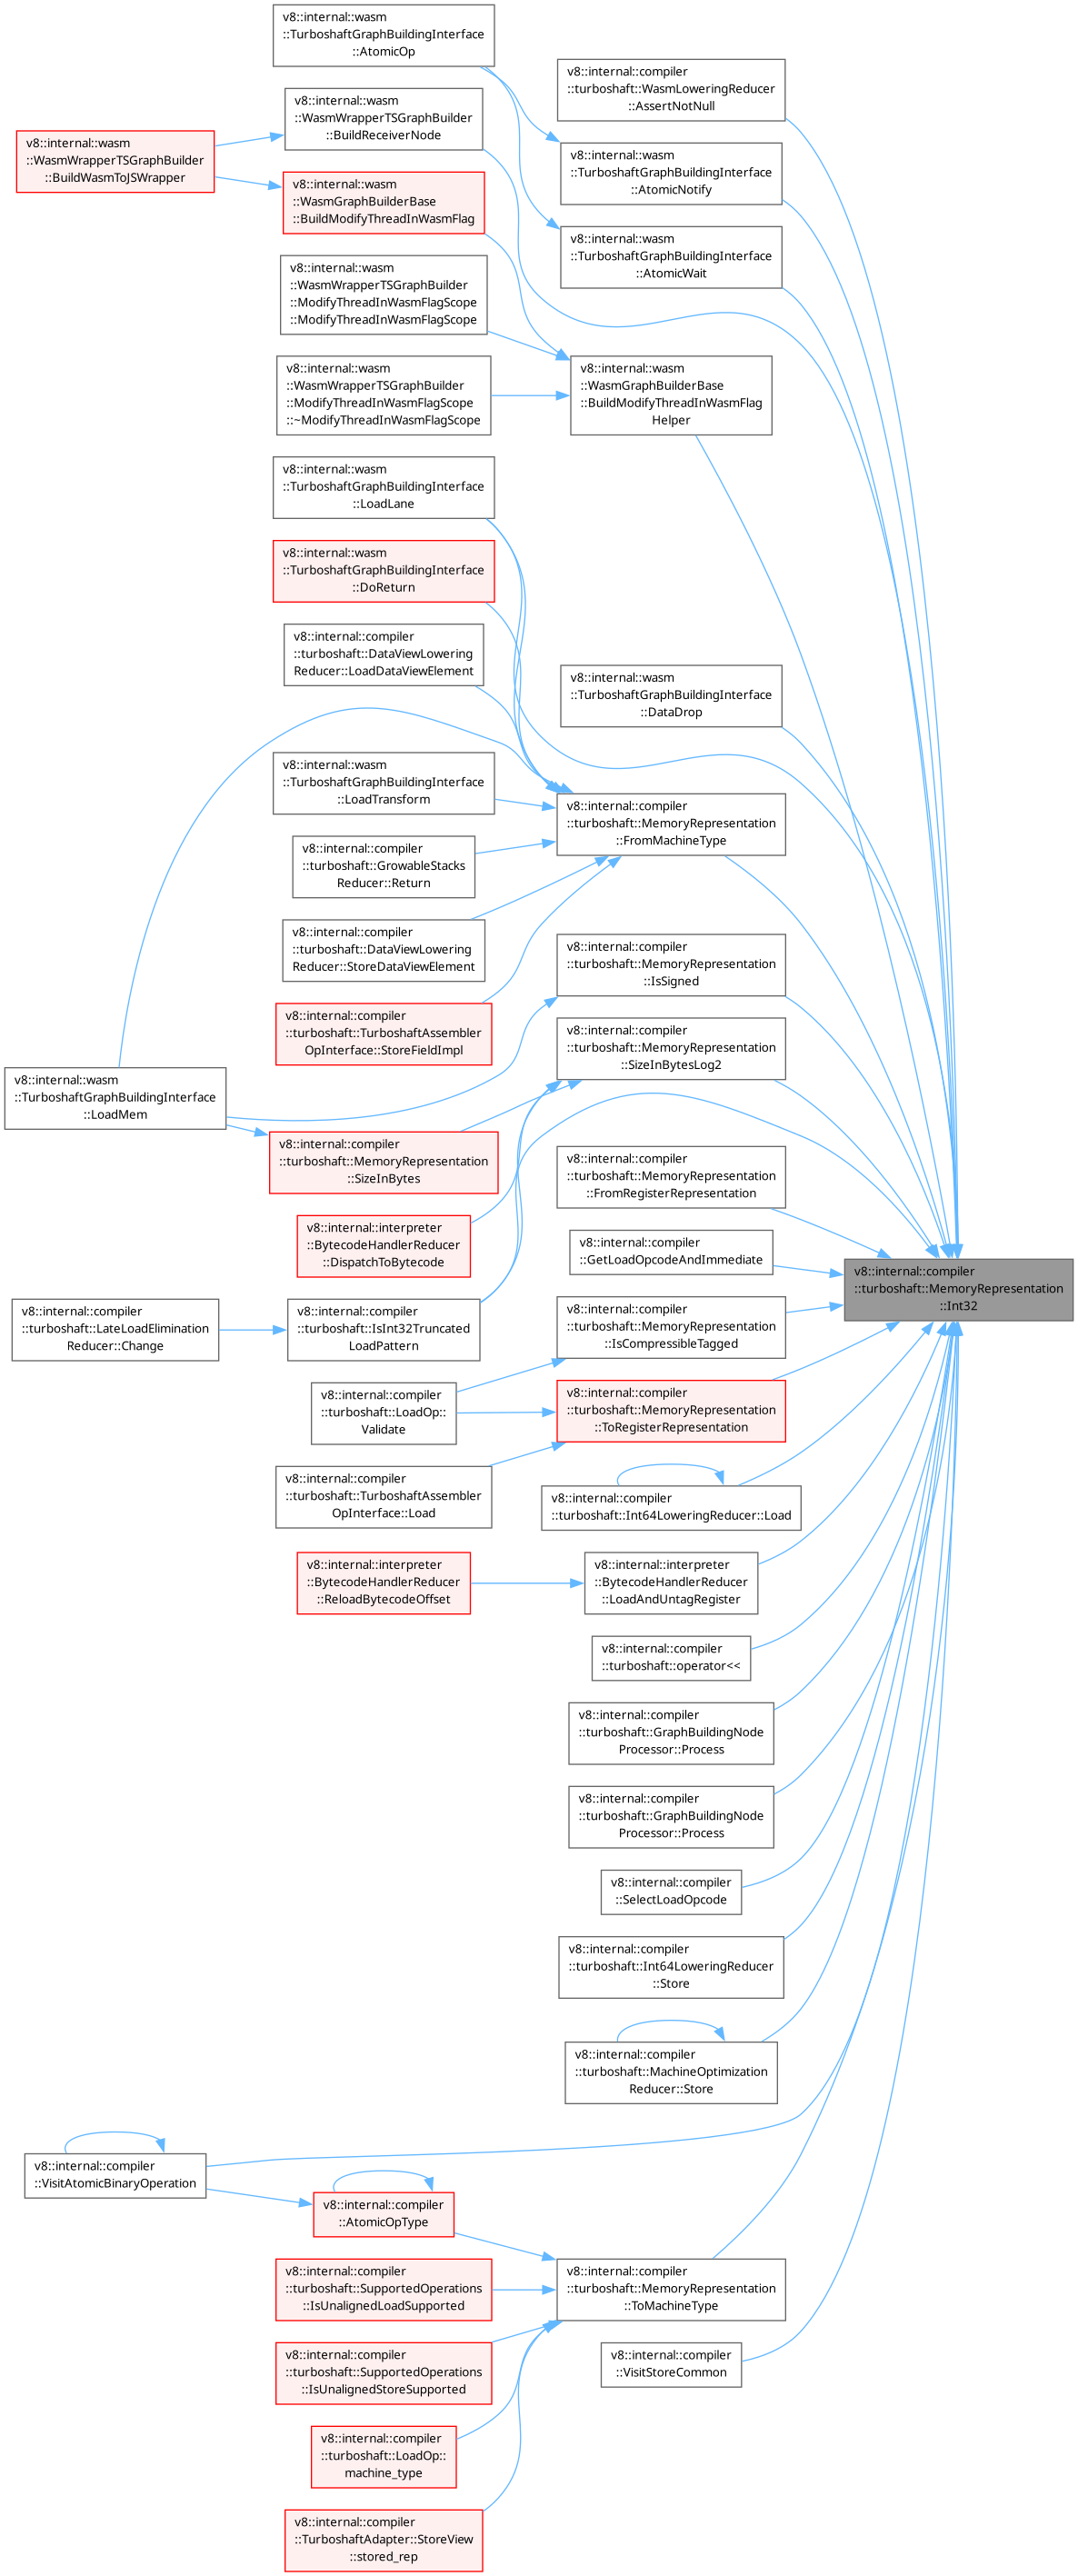 v8::internal::wasm
::TurboshaftGraphBuildingInterface
::AtomicOp
v8::internal::compiler
::turboshaft::WasmLoweringReducer
::AssertNotNull
v8::internal::wasm
::WasmWrapperTSGraphBuilder
::BuildReceiverNode
v8::internal::wasm
::WasmWrapperTSGraphBuilder
::BuildWasmToJSWrapper
v8::internal::wasm
::TurboshaftGraphBuildingInterface
::AtomicNotify
v8::internal::wasm
::WasmGraphBuilderBase
::BuildModifyThreadInWasmFlag
v8::internal::wasm
::TurboshaftGraphBuildingInterface
::AtomicWait
v8::internal::wasm
::WasmWrapperTSGraphBuilder
::ModifyThreadInWasmFlagScope
::ModifyThreadInWasmFlagScope
v8::internal::wasm
::WasmWrapperTSGraphBuilder
::ModifyThreadInWasmFlagScope
::~ModifyThreadInWasmFlagScope
v8::internal::wasm
::WasmGraphBuilderBase
::BuildModifyThreadInWasmFlag
Helper
v8::internal::wasm
::TurboshaftGraphBuildingInterface
::LoadLane
v8::internal::wasm
::TurboshaftGraphBuildingInterface
::DoReturn
v8::internal::compiler
::turboshaft::DataViewLowering
Reducer::LoadDataViewElement
v8::internal::wasm
::TurboshaftGraphBuildingInterface
::DataDrop
v8::internal::wasm
::TurboshaftGraphBuildingInterface
::LoadTransform
v8::internal::compiler
::turboshaft::MemoryRepresentation
::FromMachineType
v8::internal::compiler
::turboshaft::GrowableStacks
Reducer::Return
v8::internal::compiler
::turboshaft::DataViewLowering
Reducer::StoreDataViewElement
v8::internal::compiler
::turboshaft::MemoryRepresentation
::IsSigned
v8::internal::compiler
::turboshaft::TurboshaftAssembler
OpInterface::StoreFieldImpl
v8::internal::compiler
::turboshaft::MemoryRepresentation
::SizeInBytesLog2
v8::internal::wasm
::TurboshaftGraphBuildingInterface
::LoadMem
v8::internal::compiler
::turboshaft::MemoryRepresentation
::SizeInBytes
v8::internal::compiler
::turboshaft::MemoryRepresentation
::FromRegisterRepresentation
v8::internal::interpreter
::BytecodeHandlerReducer
::DispatchToBytecode
v8::internal::compiler
::GetLoadOpcodeAndImmediate
v8::internal::compiler
::turboshaft::MemoryRepresentation
::Int32
v8::internal::compiler
::turboshaft::LateLoadElimination
Reducer::Change
v8::internal::compiler
::turboshaft::IsInt32Truncated
LoadPattern
v8::internal::compiler
::turboshaft::MemoryRepresentation
::IsCompressibleTagged
v8::internal::compiler
::turboshaft::LoadOp::
Validate
v8::internal::compiler
::turboshaft::MemoryRepresentation
::ToRegisterRepresentation
v8::internal::compiler
::turboshaft::TurboshaftAssembler
OpInterface::Load
v8::internal::compiler
::turboshaft::Int64LoweringReducer::Load
v8::internal::interpreter
::BytecodeHandlerReducer
::ReloadBytecodeOffset
v8::internal::interpreter
::BytecodeHandlerReducer
::LoadAndUntagRegister
v8::internal::compiler
::turboshaft::operator<<
v8::internal::compiler
::turboshaft::GraphBuildingNode
Processor::Process
v8::internal::compiler
::turboshaft::GraphBuildingNode
Processor::Process
v8::internal::compiler
::SelectLoadOpcode
v8::internal::compiler
::turboshaft::Int64LoweringReducer
::Store
v8::internal::compiler
::turboshaft::MachineOptimization
Reducer::Store
v8::internal::compiler
::VisitAtomicBinaryOperation
v8::internal::compiler
::AtomicOpType
v8::internal::compiler
::turboshaft::SupportedOperations
::IsUnalignedLoadSupported
v8::internal::compiler
::turboshaft::MemoryRepresentation
::ToMachineType
v8::internal::compiler
::turboshaft::SupportedOperations
::IsUnalignedStoreSupported
v8::internal::compiler
::VisitStoreCommon
v8::internal::compiler
::turboshaft::LoadOp::
machine_type
v8::internal::compiler
::TurboshaftAdapter::StoreView
::stored_rep